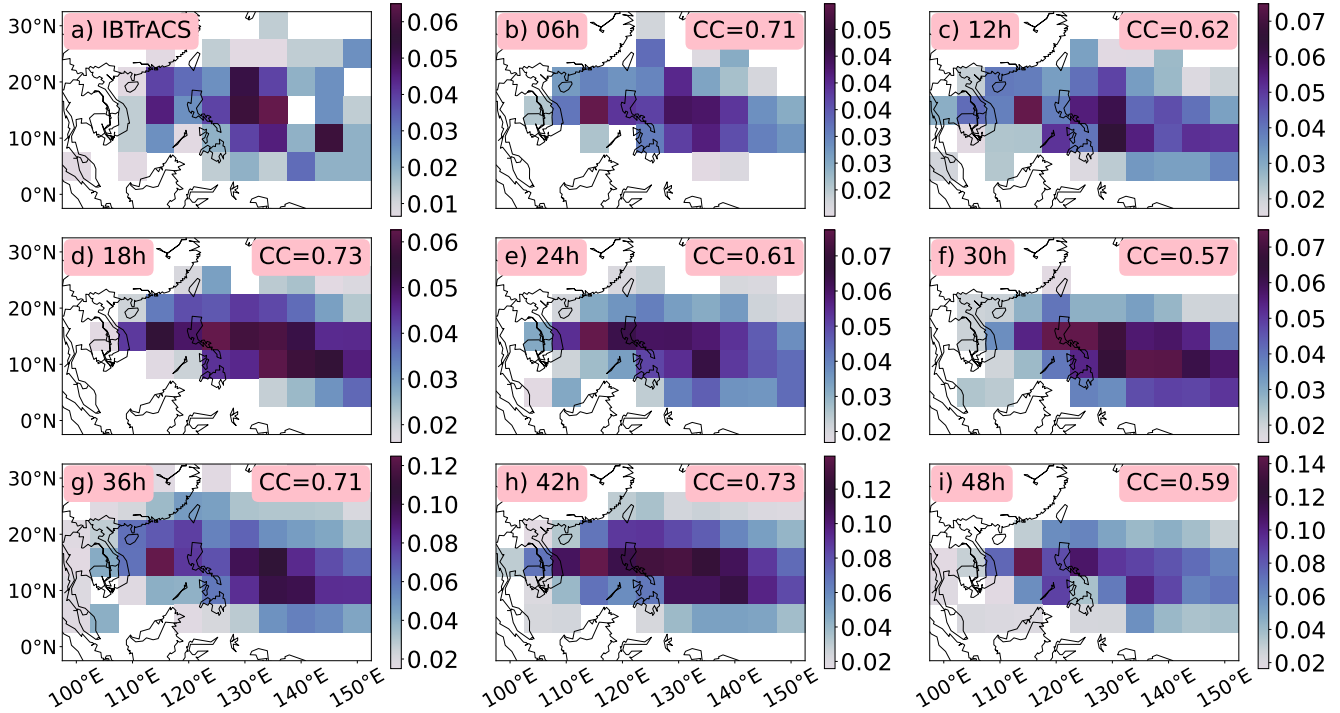 a) IBTrACS
30°N
20°N
10°N
0°N
0.06
0.05
0.04
0.03
0.02
0.01
b) 06h
CC=0.71
0.05
0.04
0.04
0.03
0.03
0.02
c) 12h
CC=0.62
0.07
0.06
0.05
0.04
0.03
0.02
d) 18h
CC=0.73
30°N
20°N
10°N
0°N
0.06
0.05
0.04
0.03
0.02
e) 24h
CC=0.61
0.07
0.06
0.05
0.04
0.03
0.02
f) 30h
CC=0.57
0.07
0.06
0.05
0.04
0.03
0.02
g) 36h
CC=0.71
30°N
20°N
10°N
0°N
0.12
0.10
0.08
0.06
0.04
0.02
100°E
110°E
120°E
130°E
140°E
150°E
h) 42h
CC=0.73
0.12
0.10
0.08
0.06
0.04
0.02
100°E
110°E
120°E
130°E
140°E
150°E
i) 48h
CC=0.59
0.14
0.12
0.10
0.08
0.06
0.04
0.02
100°E
110°E
120°E
130°E
140°E
150°E